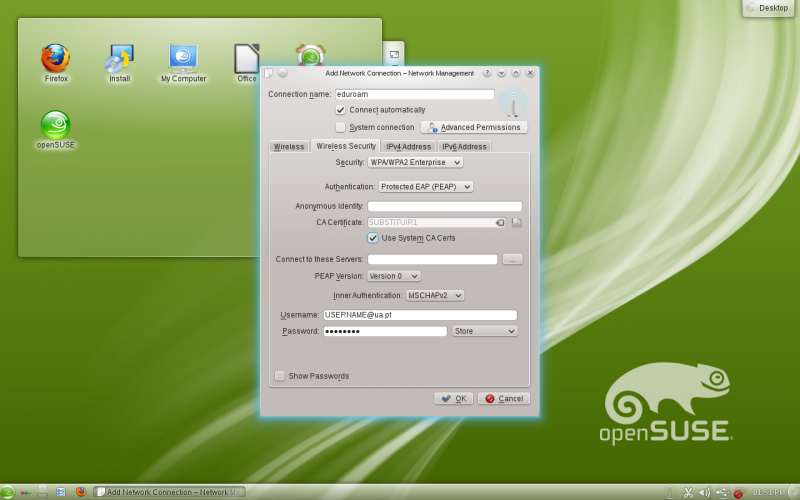 Desktop
Firefox
Install
My Computer
Office
openSUSE
Add Network Connection – Network Management
Connection name: eduroam
Connect automatically
System connection Advanced Permissions
Wireless Wireless Security IPv4 Address IPv6 Address
Security: WPA/WPA2 Enterprise
Authentication: Protected EAP (PEAP)
Anonymous Identity:
CA Certificate: SUBSTITUIR1
Use System CA Certs
Connect to these Servers: ...
PEAP Version: Version 0
Inner Authentication: MSCHAPv2
Username: USERNAME@ua.pt
Password: •••••••• Store
Show Passwords
OK Cancel
openSUSE
Add Network Connection – Network Ma
01:51 PM